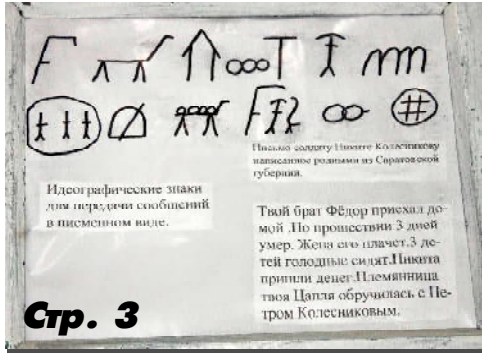 Письмо солдату Никите Колесникову
написанное родными из Саратовской
губернии.
Идеографические знаки
для передачи сообщений
в писменном виде.
Твой брат Фёдор приехал до-
мой .По прошествии 3 дней
умер. Жена его плачет.3 де-
тей голодные сидят.Никита
пришли денег.Племянница
твоя Цапля обручилась с Пе-
тром Колесниковым.
Стр. 3